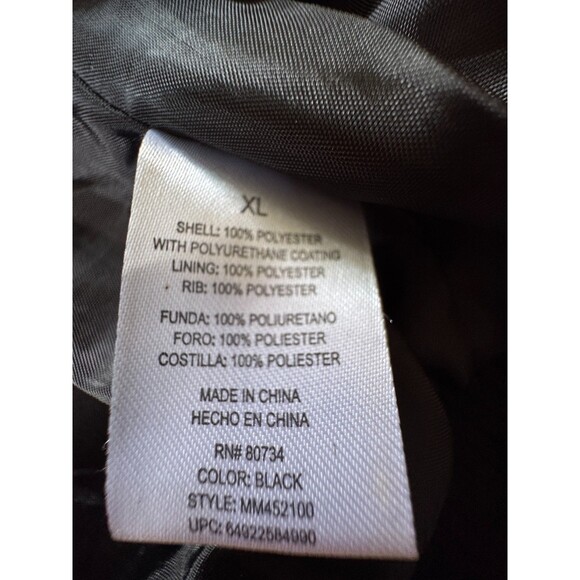 XL
SHELL: 100% POLYESTER
WITH POLYURETHANE COATING
LINING: 100% POLYESTER
RIB: 100% POLYESTER
FUNDA: 100% POLIURETANO
FORO: 100% POLIESTER
COSTILLA: 100% POLIESTER
MADE IN CHINA
HECHO EN CHINA
RN# 80734
COLOR: BLACK
STYLE: MM452100
UPC: 64922584990